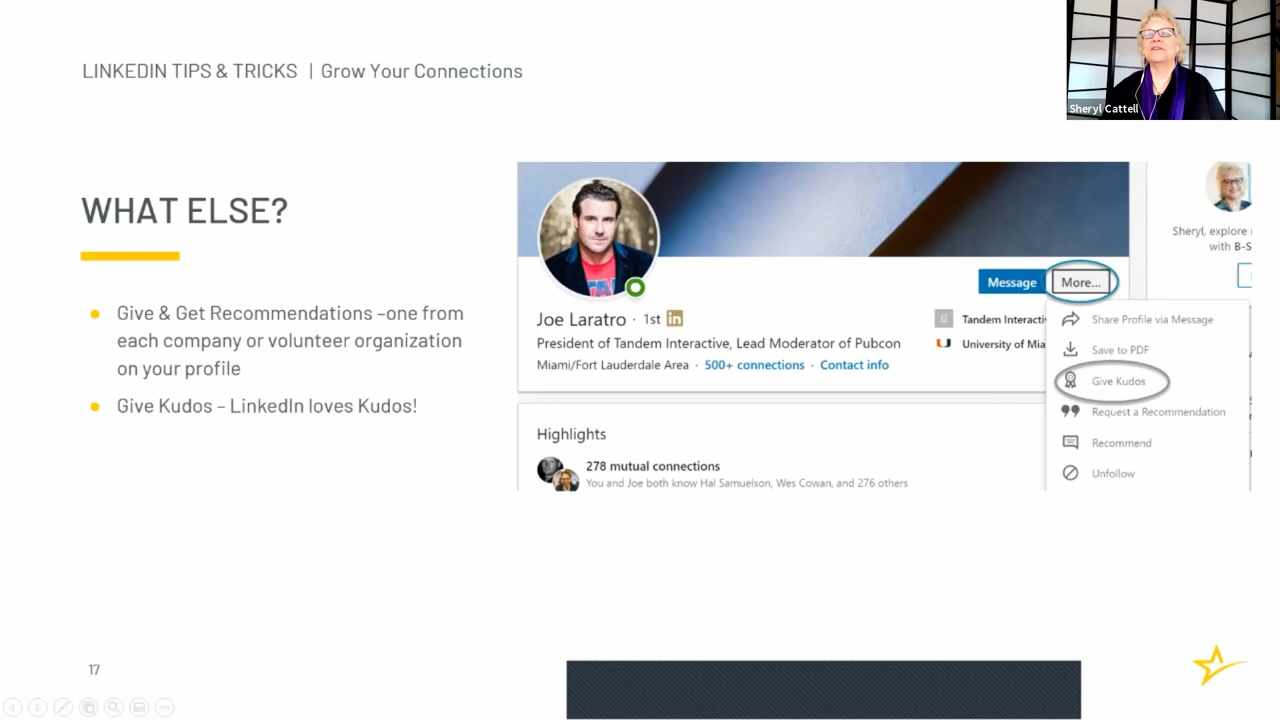 LINKEDIN TIPS & TRICKS | Grow Your Connections
Sheryl Cattell
WHAT ELSE?
Give & Get Recommendations –one from
each company or volunteer organization
on your profile
Give Kudos – LinkedIn loves Kudos!
Message
More...
Joe Laratro · 1st in
President of Tandem Interactive, Lead Moderator of Pubcon
Miami/Fort Lauderdale Area · 500+ connections · Contact info
Tandem Interacti
University of Mia
Share Profile via Message
Save to PDF
Give Kudos
Request a Recommendation
Recommend
Unfollow
Highlights
278 mutual connections
You and Joe both know Hal Samuelson, Wes Cowan, and 276 others
Sheryl, explore
with B-S
17